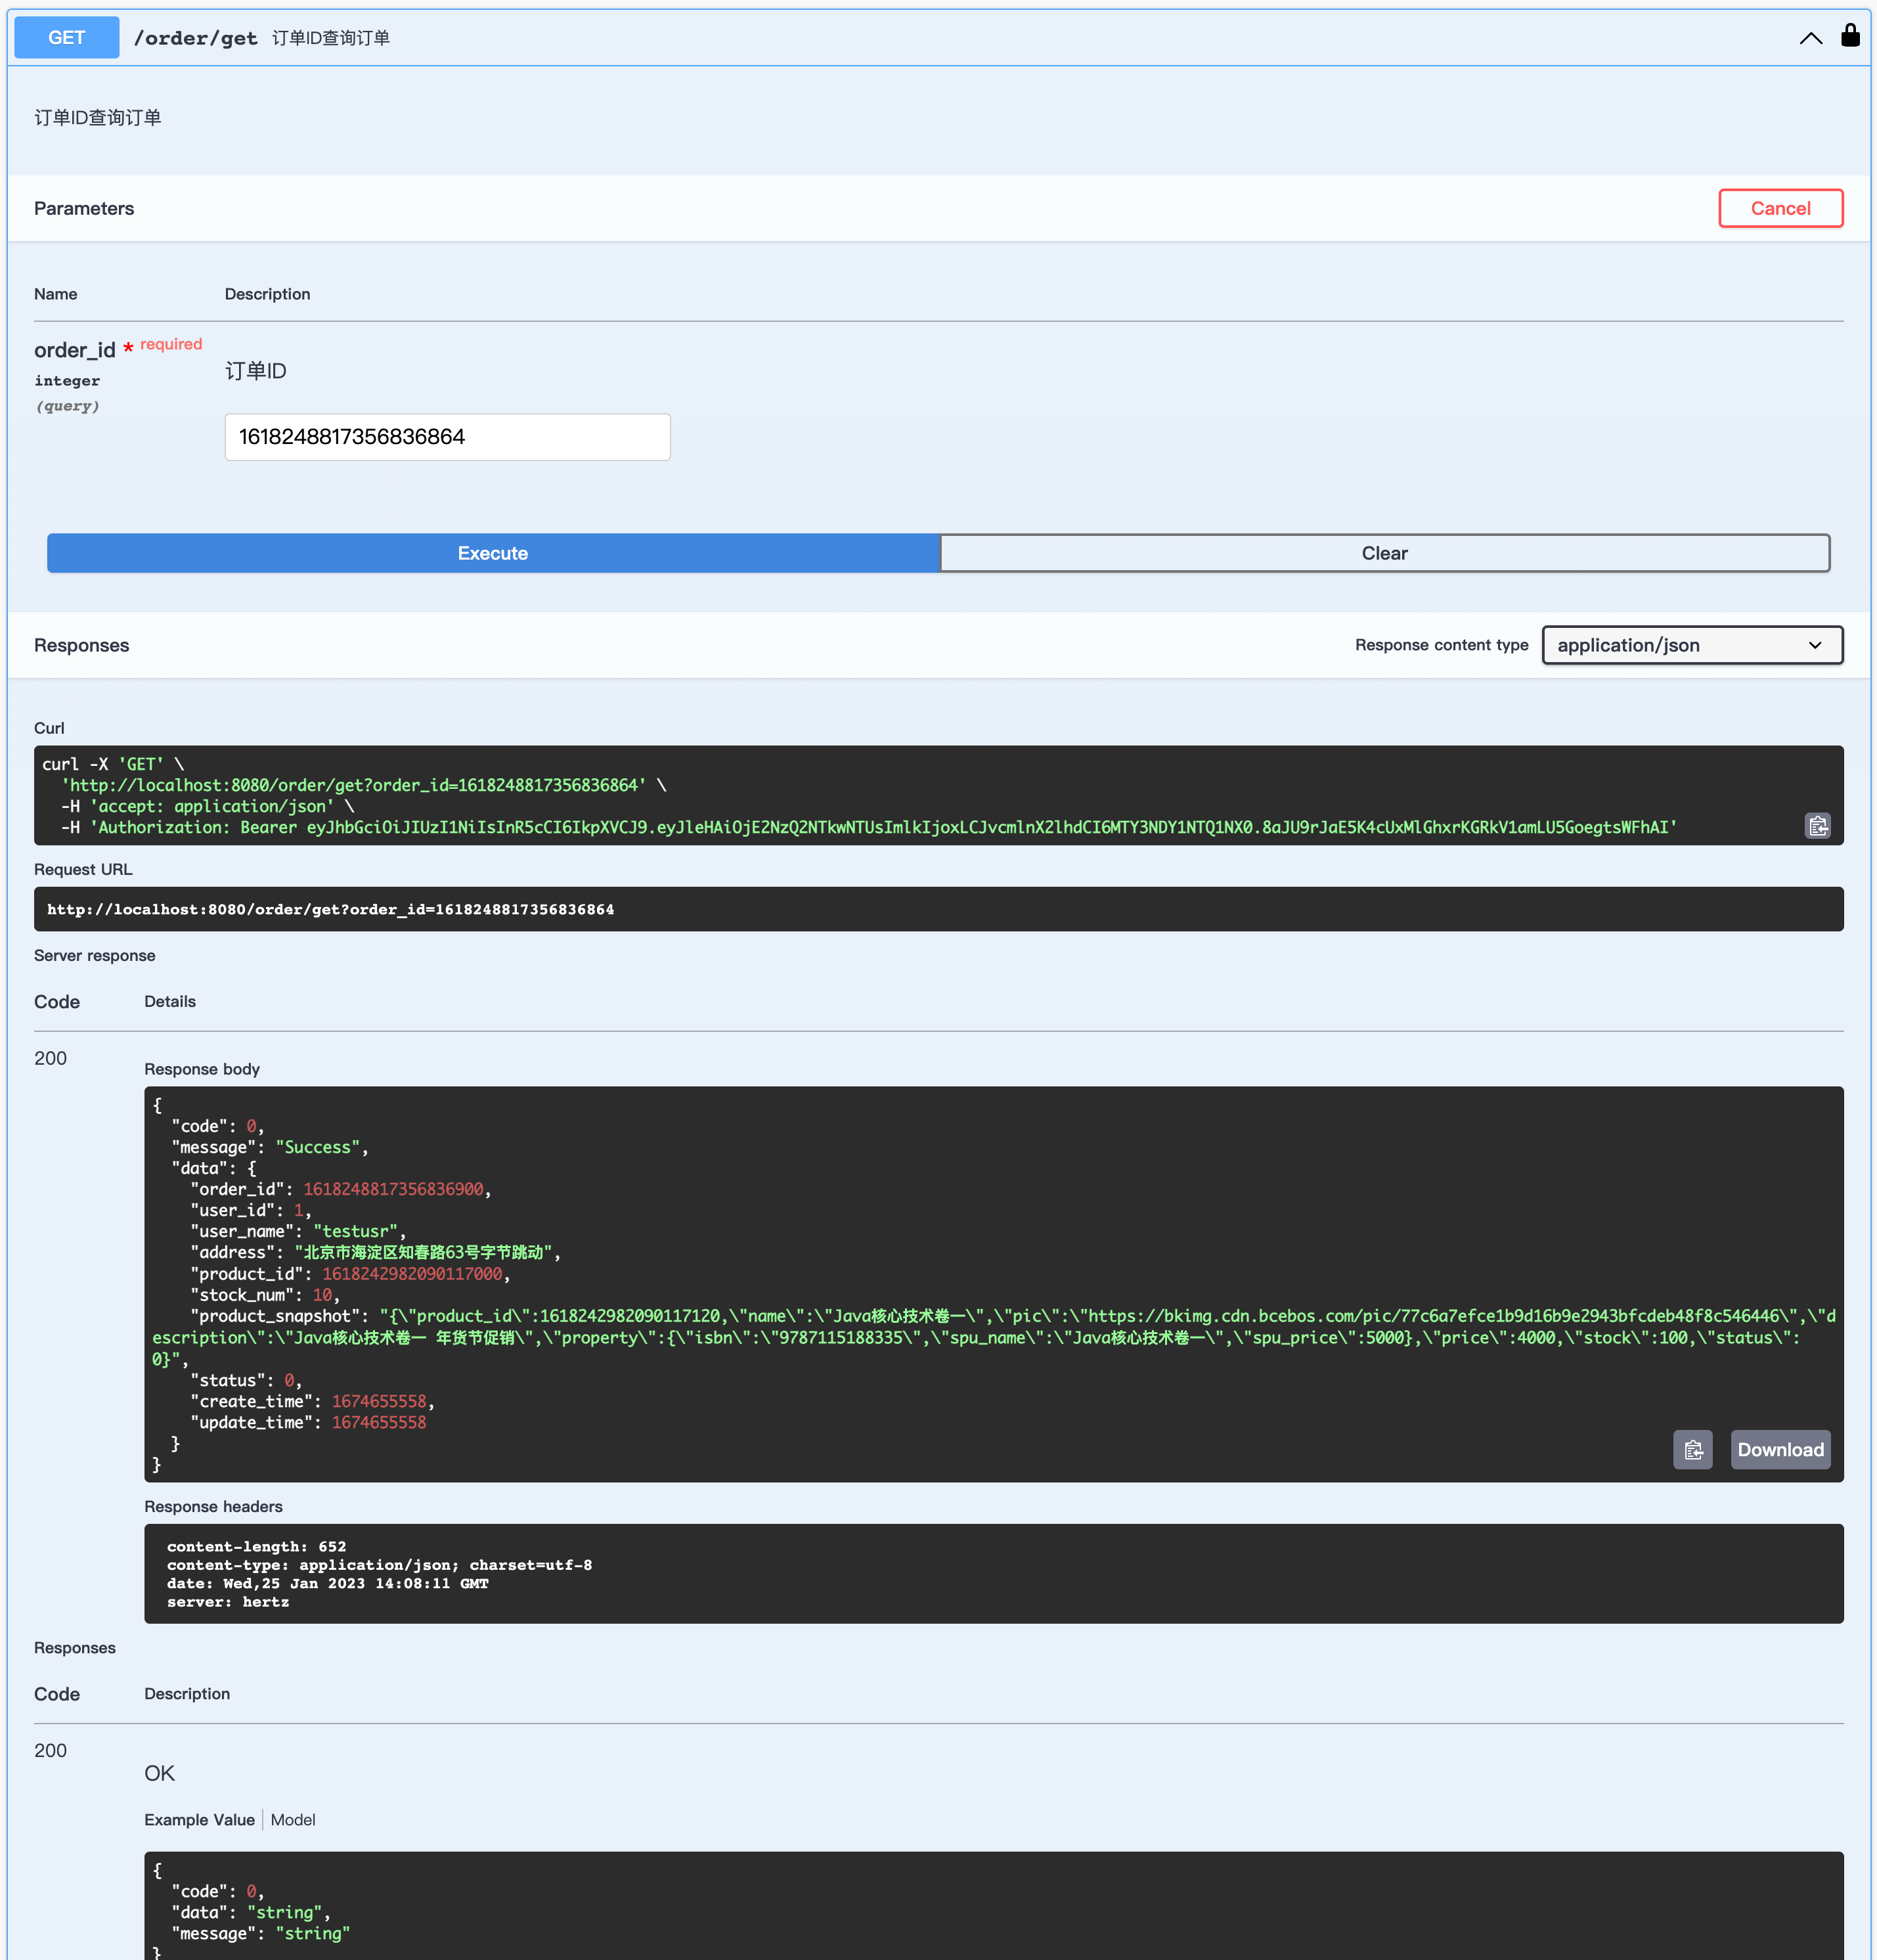 GET /order/get 订单ID查询订单
订单ID查询订单
Parameters
Cancel
Name Description
order_id * required
integer
(query)
订单ID
1618248817356836864
Execute
Clear
Responses
Response content type application/json
Curl
curl -X 'GET' \
'http://localhost:8080/order/get?order_id=1618248817356836864' \
-H 'accept: application/json' \
-H 'Authorization: Bearer eyJhbGciOiJIUzI1NiIsInR5cCI6IkpXVCJ9.eyJleHAiOjE2NzQ2NTkwNTUsImlkIjoxLCJvcmlnX2lhdCI6MTY3NDY1NTQ1NX0.8aJU9rJaE5K4cUxMlGhxrKGRkV1amLU5GoegtsWFhAI'
Request URL
http://localhost:8080/order/get?order_id=1618248817356836864
Server response
Code Details
200
Response body
{
"code": 0,
"message": "Success",
"data": {
"order_id": 1618248817356836900,
"user_id": 1,
"user_name": "testusr",
"address": "北京市海淀区知春路63号字节跳动",
"product_id": 1618242982090117000,
"stock_num": 10,
"product_snapshot": "{\"product_id\":1618242982090117120,\"name\":\"Java核心技术卷一\",\"pic\":\"https://bkimg.cdn.bcebos.com/pic/77c6a7efce1b9d16b9e2943bfcdeb48f8c546446\",\"d
escription\":\"Java核心技术卷一 年货节促销\",\"property\":{\"isbn\":\"9787115188335\",\"spu_name\":\"Java核心技术卷一\",\"spu_price\":5000},\"price\":4000,\"stock\":100,\"status\":
0}",
"status": 0,
"create_time": 1674655558,
"update_time": 1674655558
}
}
Download
Response headers
content-length: 652
content-type: application/json; charset=utf-8
date: Wed,25 Jan 2023 14:08:11 GMT
server: hertz
Responses
Code Description
200
OK
Example Value Model
{
"code": 0,
"data": "string",
"message": "string"
}